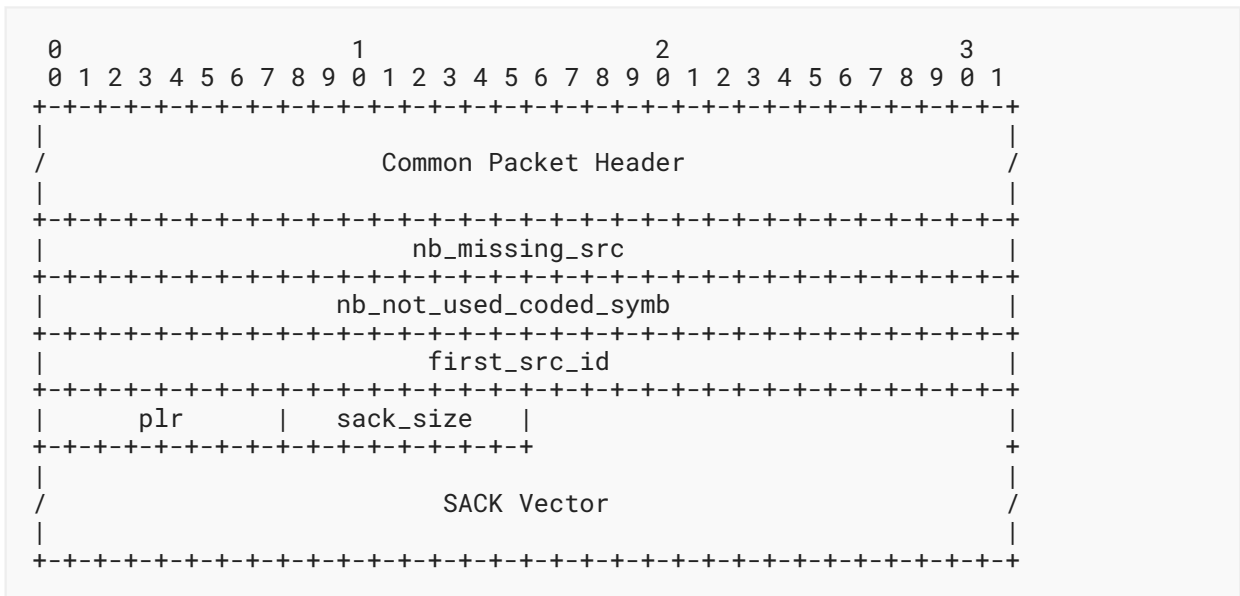 0                   1                   2                   3
 0 1 2 3 4 5 6 7 8 9 0 1 2 3 4 5 6 7 8 9 0 1 2 3 4 5 6 7 8 9 0 1
+-+-+-+-+-+-+-+-+-+-+-+-+-+-+-+-+-+-+-+-+-+-+-+-+-+-+-+-+-+-+-+-+
|                                                               |
/                      Common Packet Header                     /
|                                                               |
+-+-+-+-+-+-+-+-+-+-+-+-+-+-+-+-+-+-+-+-+-+-+-+-+-+-+-+-+-+-+-+-+
|                        nb_missing_src                         |
+-+-+-+-+-+-+-+-+-+-+-+-+-+-+-+-+-+-+-+-+-+-+-+-+-+-+-+-+-+-+-+-+
|                   nb_not_used_coded_symb                      |
+-+-+-+-+-+-+-+-+-+-+-+-+-+-+-+-+-+-+-+-+-+-+-+-+-+-+-+-+-+-+-+-+
|                         first_src_id                          |
+-+-+-+-+-+-+-+-+-+-+-+-+-+-+-+-+-+-+-+-+-+-+-+-+-+-+-+-+-+-+-+-+
|      plr      |   sack_size   |                               |
+-+-+-+-+-+-+-+-+-+-+-+-+-+-+-+-+                               +
|                                                               |
/                          SACK Vector                          /
|                                                               |
+-+-+-+-+-+-+-+-+-+-+-+-+-+-+-+-+-+-+-+-+-+-+-+-+-+-+-+-+-+-+-+-+